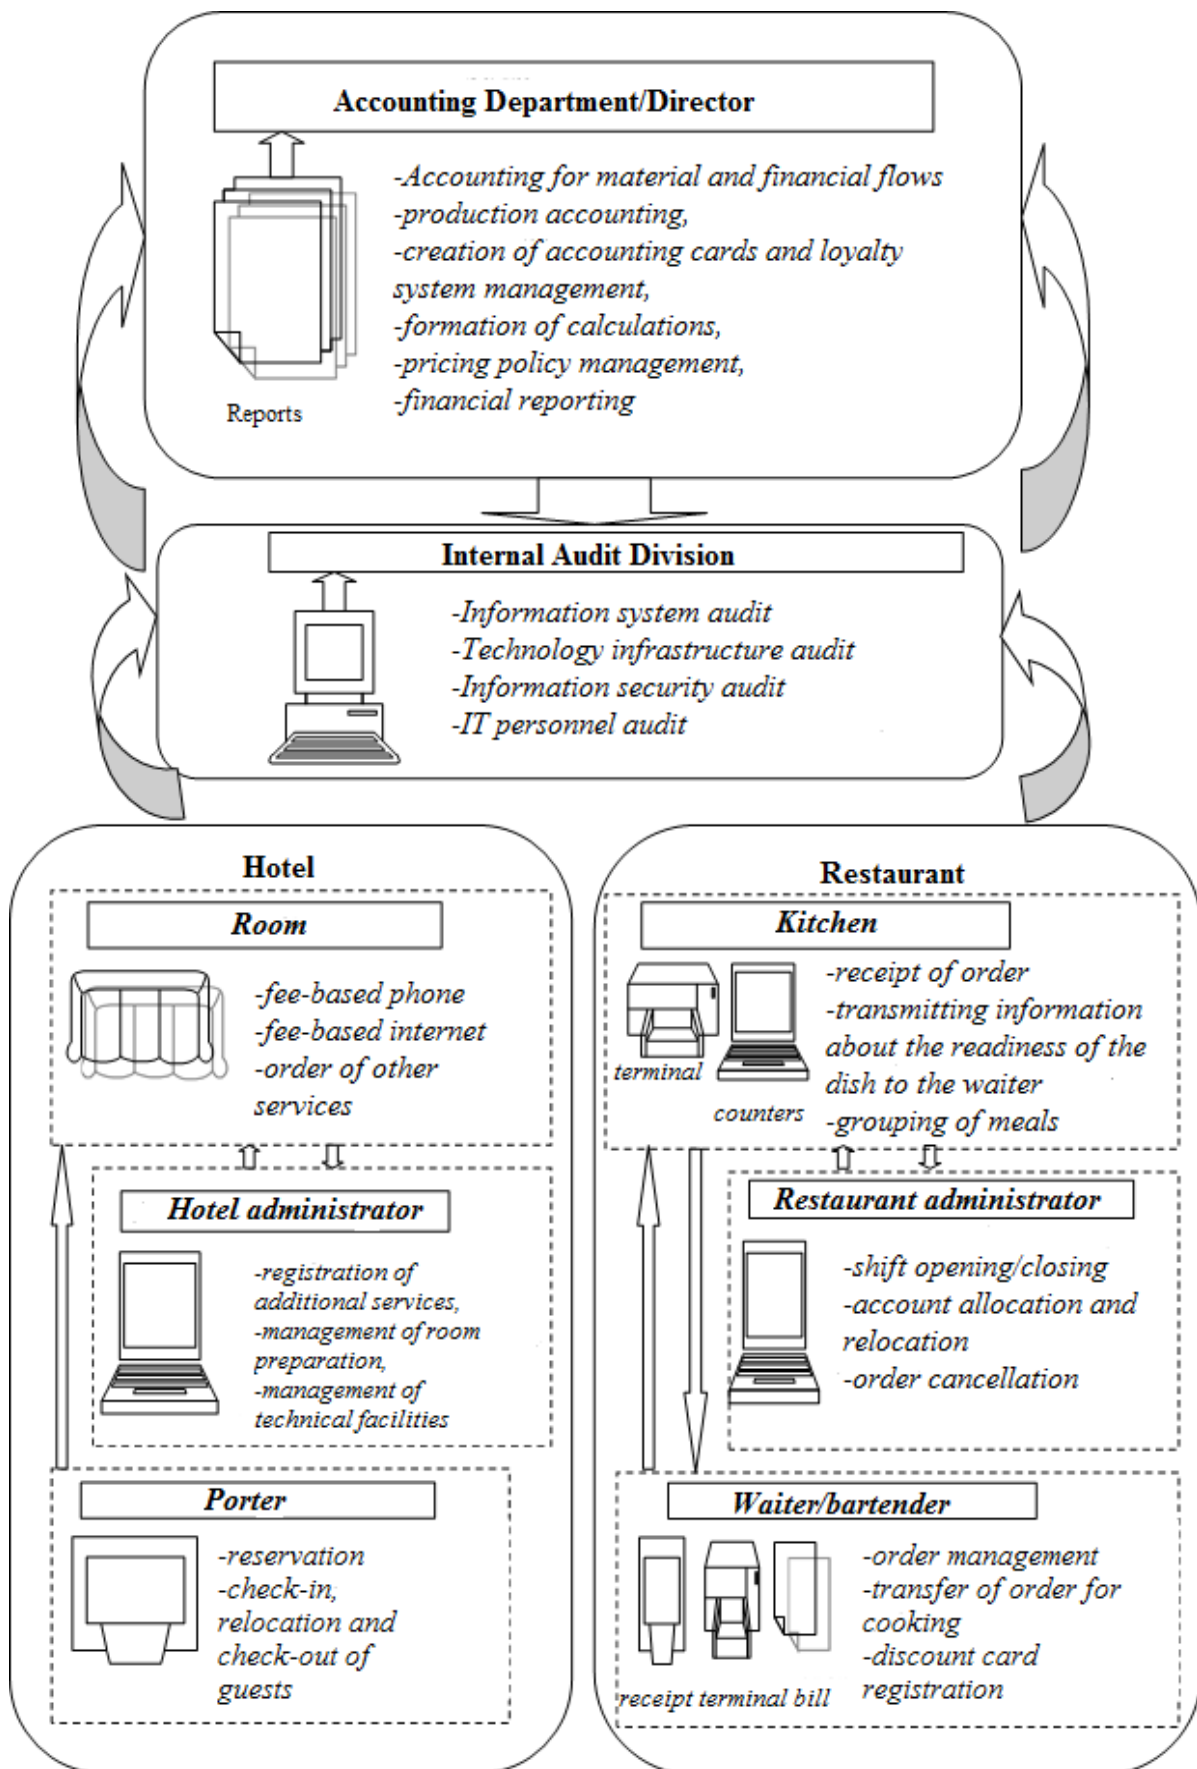 Accounting Department/Director
-Accounting for material and financial flows
-production accounting,
-creation of accounting cards and loyalty
system management,
-formation of calculations,
-pricing policy management,
-financial reporting
Reports
Internal Audit Division
-Information system audit
-Technology infrastructure audit
-Information security audit
-IT personnel audit
Hotel
Room
-fee-based phone
-fee-based internet
-order of other
services
Hotel administrator
-registration of
additional services,
-management of room
preparation,
-management of
technical facilities
Porter
-reservation
-check-in,
relocation and
check-out of
guests
Restaurant
Kitchen
-receipt of order
-transmitting information
about the readiness of the
dish to the waiter
-grouping of meals
terminal
counters
Restaurant administrator
-shift opening/closing
-account allocation and
relocation
-order cancellation
Waiter/bartender
-order management
-transfer of order for
cooking
-discount card
registration
receipt terminal bill